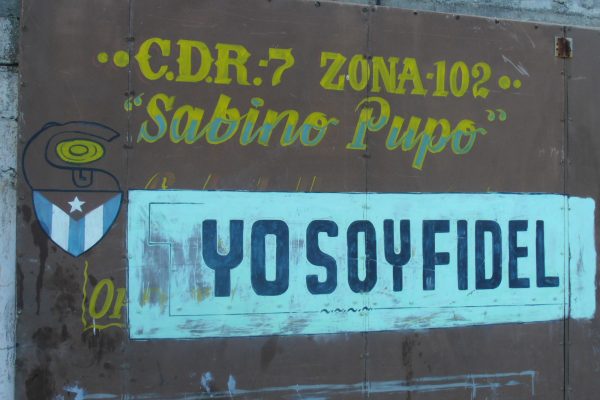 ··C.D.R.:7 ZONA·102··
"Sabino Pupo"
YO SOY FIDEL